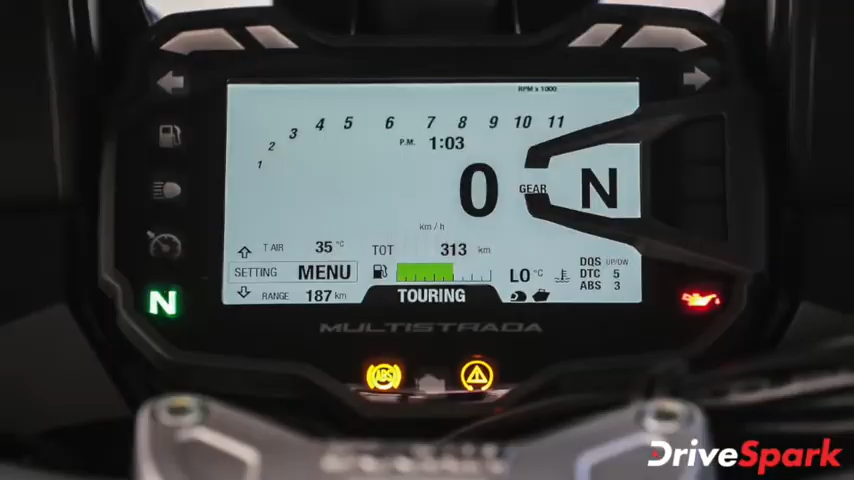 RPM x 1000
1 2 3 4 5 6 7 8 9 10 11
P.M. 1:03
0 GEAR N
km/h
T AIR 35 °C TOT 313 km
SETTING MENU LO °C
RANGE 187 km TOURING
DQS UP/DW
DTC 5
ABS 3
N
MULTISTRADA
ABS
DriveSpark